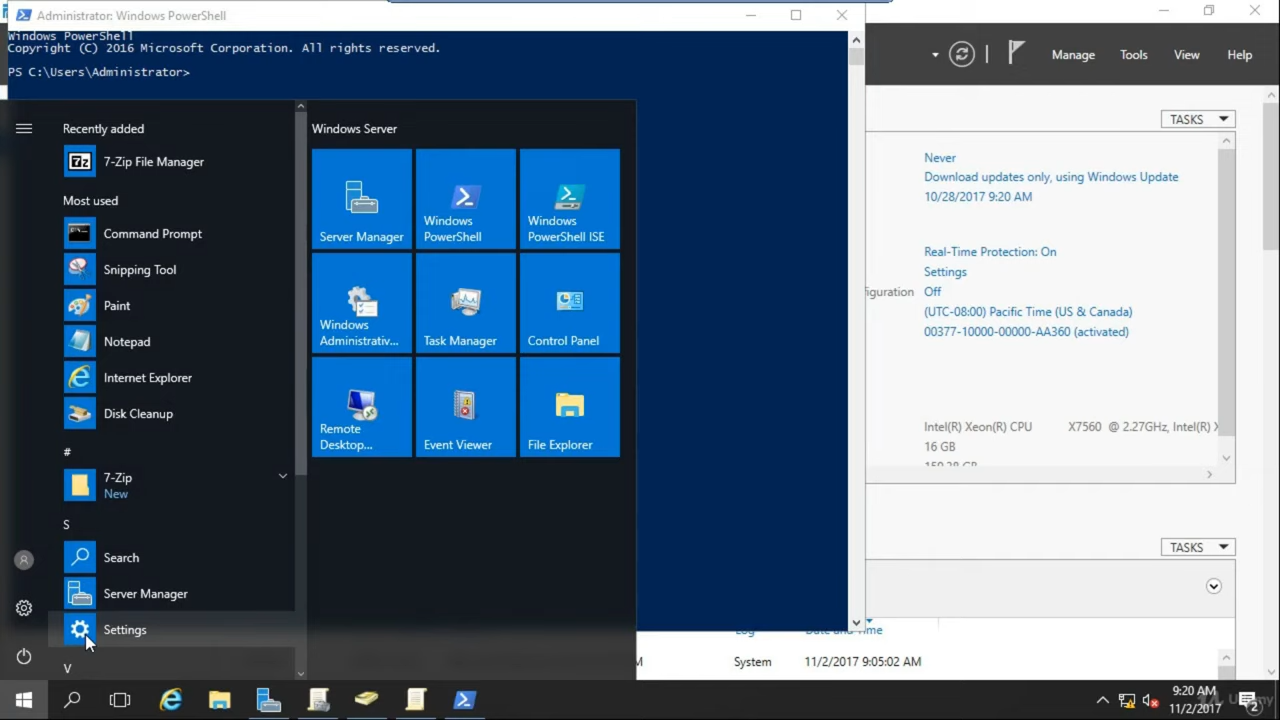 Administrator: Windows PowerShell
Windows PowerShell
Copyright (C) 2016 Microsoft Corporation. All rights reserved.
PS C:\Users\Administrator>
Manage
Tools
View
Help
TASKS
Never
Download updates only, using Windows Update
10/28/2017 9:20 AM
Real-Time Protection: On
Settings
figuration
Off
(UTC-08:00) Pacific Time (US & Canada)
00377-10000-00000-AA360 (activated)
Intel(R) Xeon(R) CPU X7560 @ 2.27GHz, Intel(R) X
16 GB
TASKS
Date and Time
M
System
11/2/2017 9:05:02 AM
Recently added
7-Zip File Manager
Most used
Command Prompt
Snipping Tool
Paint
Notepad
Internet Explorer
Disk Cleanup
#
7-Zip
New
S
Search
Server Manager
Settings
V
Windows Server
Server Manager
Windows
PowerShell
Windows
PowerShell ISE
Windows
Administrativ...
Task Manager
Control Panel
Remote
Desktop...
Event Viewer
File Explorer
9:20 AM
11/2/2017
2
Udemy